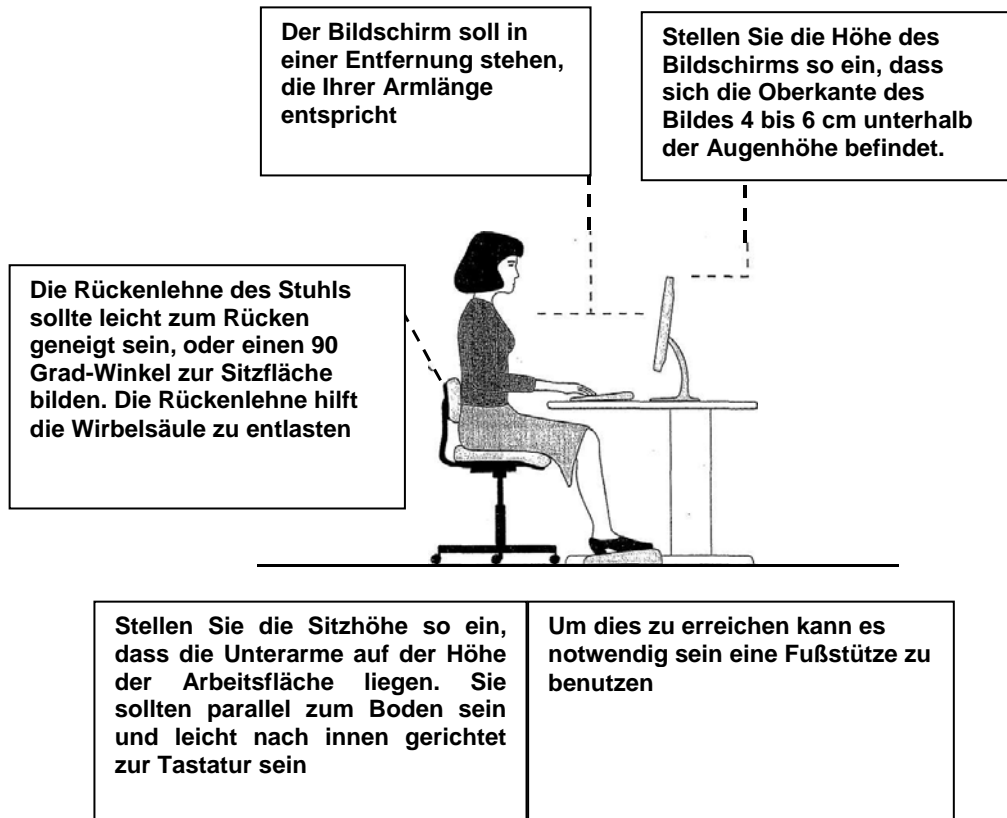 Der Bildschirm soll in
einer Entfernung stehen,
die Ihrer Armlänge
entspricht
Stellen Sie die Höhe des
Bildschirms so ein, dass
sich die Oberkante des
Bildes 4 bis 6 cm unterhalb
der Augenhöhe befindet.
Die Rückenlehne des Stuhls
sollte leicht zum Rücken
geneigt sein, oder einen 90
Grad-Winkel zur Sitzfläche
bilden. Die Rückenlehne hilft
die Wirbelsäule zu entlasten
Stellen Sie die Sitzhöhe so ein,
dass die Unterarme auf der Höhe
der Arbeitsfläche liegen. Sie
sollten parallel zum Boden sein
und leicht nach innen gerichtet
zur Tastatur sein
Um dies zu erreichen kann es
notwendig sein eine Fußstütze zu
benutzen